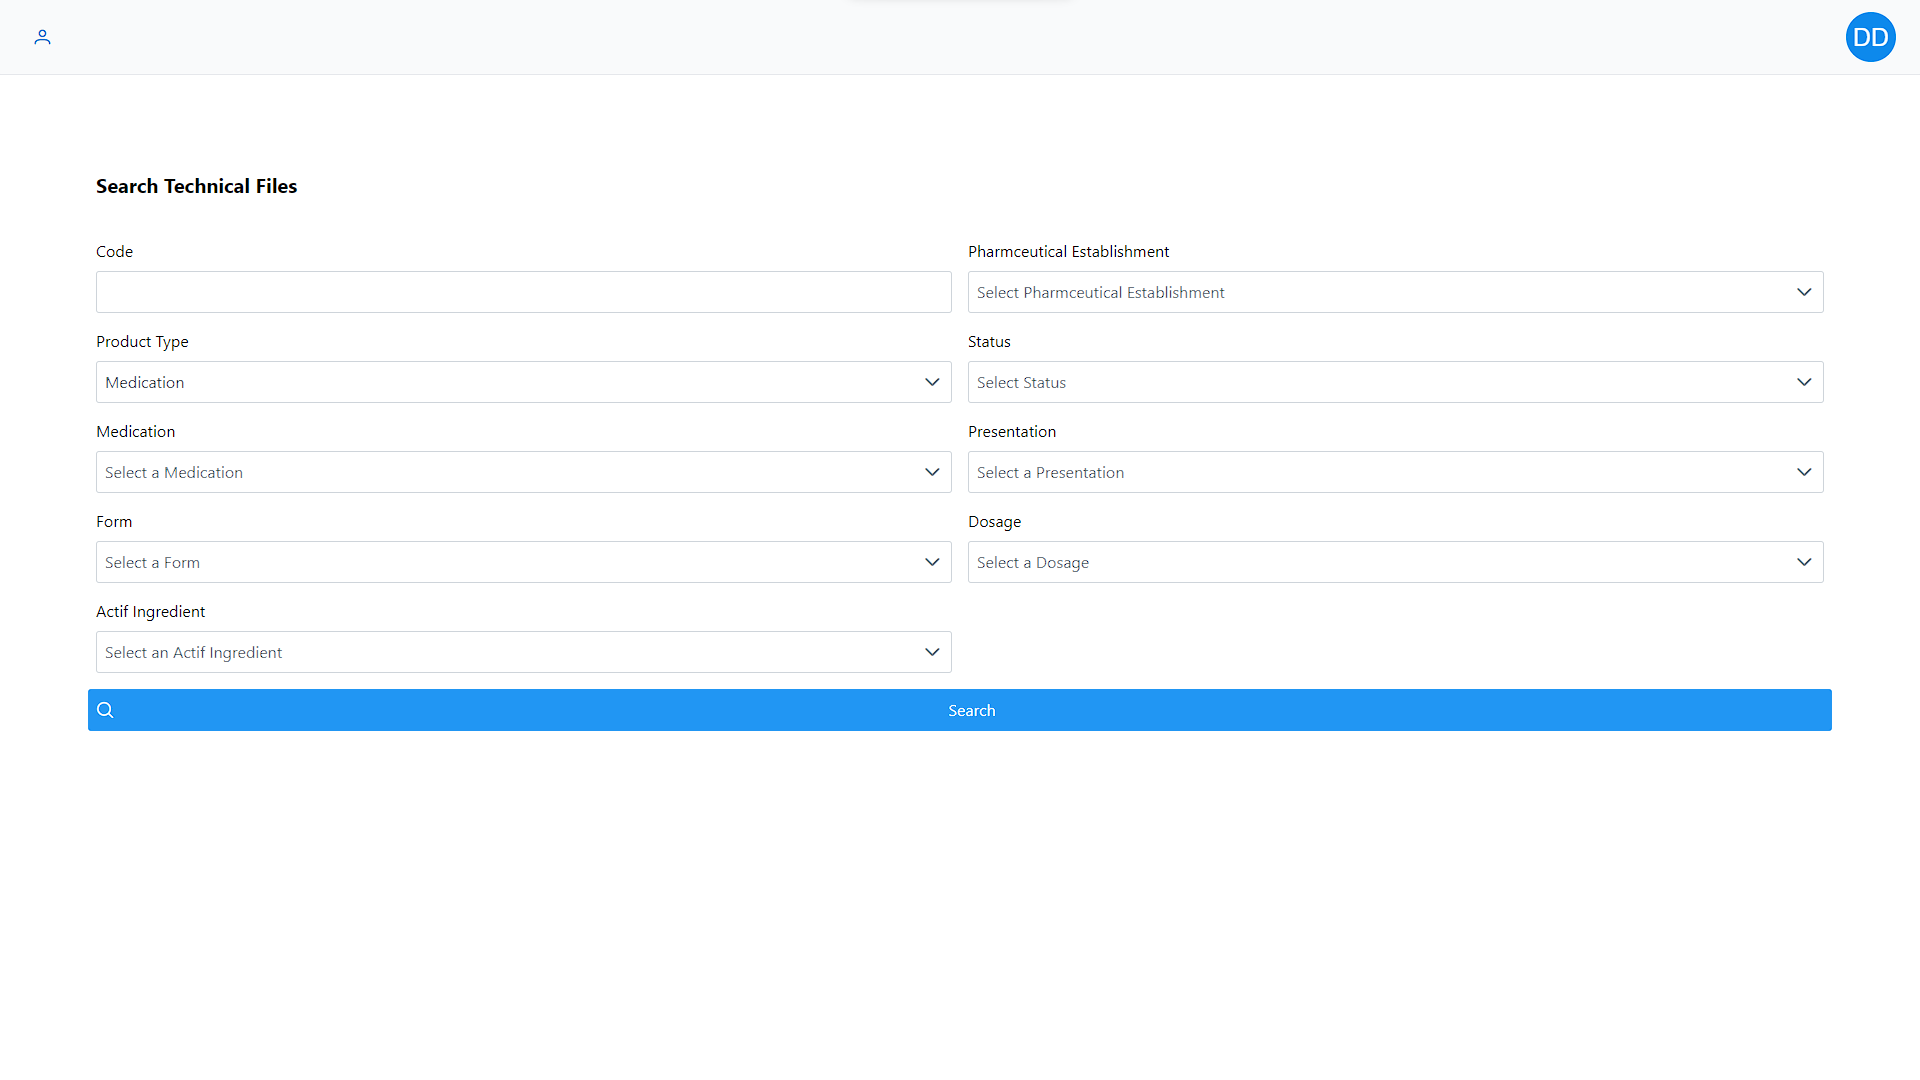 DD
Search Technical Files
Code
Pharmceutical Establishment
Select Pharmceutical Establishment
Product Type
Status
Medication
Select Status
Medication
Presentation
Select a Medication
Select a Presentation
Form
Dosage
Select a Form
Select a Dosage
Actif Ingredient
Select an Actif Ingredient
Search